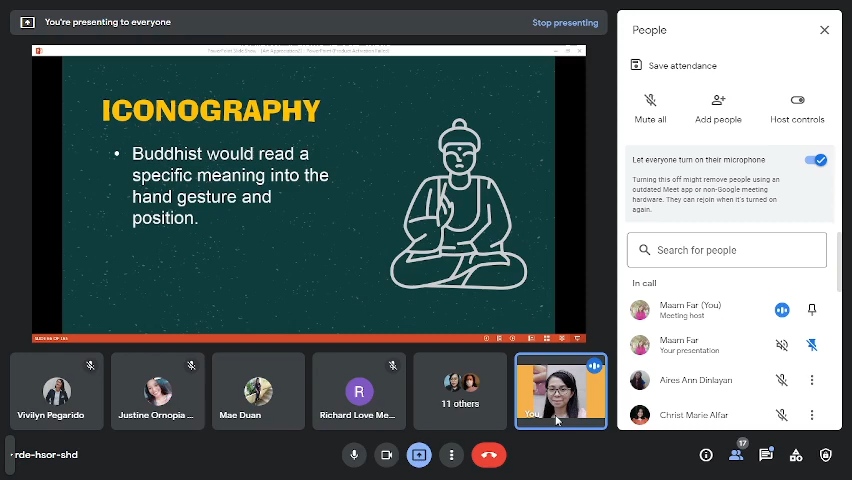 You're presenting to everyone
Stop presenting
ICONOGRAPHY
• Buddhist would read a
specific meaning into the
hand gesture and
position.
Vivilyn Pegarido
Justine Ornopia ...
Mae Duan
R
Richard Love Me...
11 others
You
rde-hsor-shd
People
Save attendance
Mute all
Add people
Host controls
Let everyone turn on their microphone
Turning this off might remove people using an
outdated Meet app or non-Google meeting
hardware. They can rejoin when it's turned on
again.
Search for people
In call
Maam Far (You)
Meeting host
Maam Far
Your presentation
Aires Ann Dinlayan
Christ Marie Alfar
17